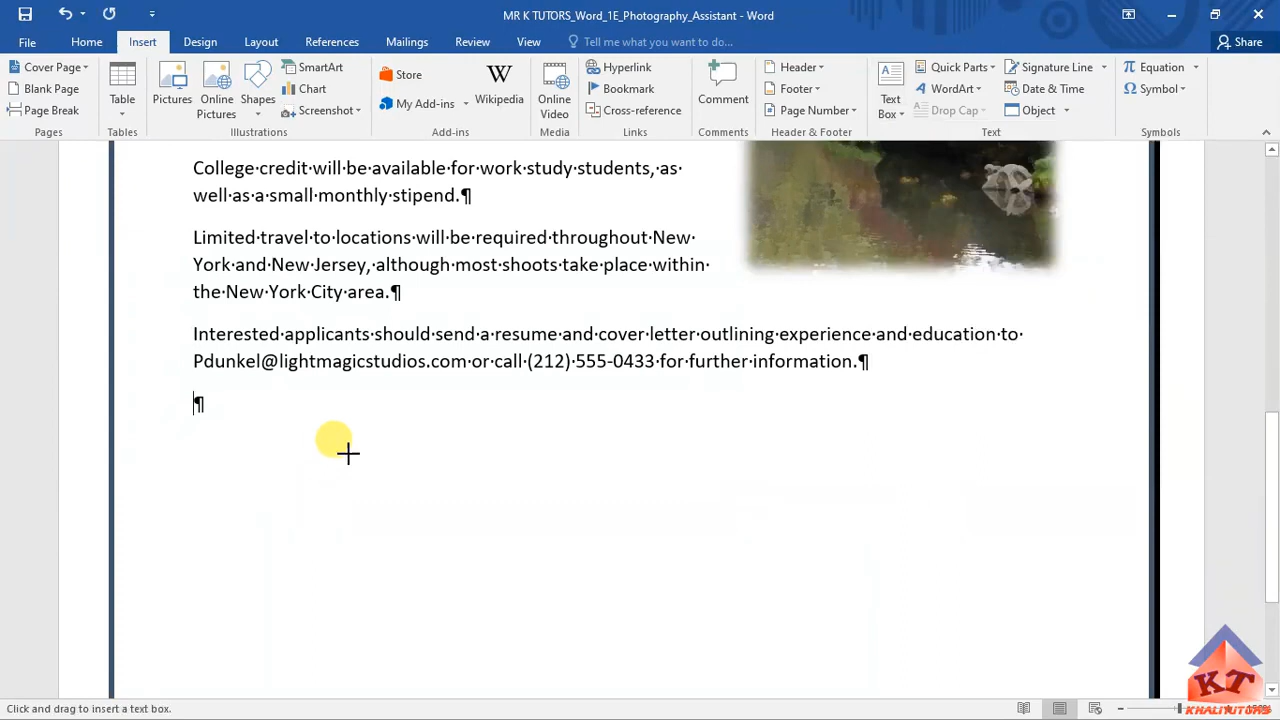 MR K TUTORS_Word_1E_Photography_Assistant - Word
File Home Insert Design Layout References Mailings Review View Tell me what you want to do... Share
Cover Page
Blank Page
Page Break
Pages
Table
Tables
Pictures
Online Pictures
Shapes
SmartArt
Chart
Screenshot
Illustrations
Store
My Add-ins
Wikipedia
Add-ins
Online Video
Media
Hyperlink
Bookmark
Cross-reference
Links
Comment
Comments
Header
Footer
Page Number
Header & Footer
Text Box
Quick Parts
WordArt
Drop Cap
Signature Line
Date & Time
Object
Text
Equation
Symbol
Symbols
College·credit·will·be·available·for·work·study·students,·as·
well·as·a·small·monthly·stipend.¶
Limited·travel·to·locations·will·be·required·throughout·New·
York·and·New·Jersey,·although·most·shoots·take·place·within·
the·New·York·City·area.¶
Interested·applicants·should·send·a·resume·and·cover·letter·outlining·experience·and·education·to·
Pdunkel@lightmagicstudios.com·or·call·(212)·555-0433·for·further·information.¶
¶
Click and drag to insert a text box.
KT
KHALITUTORS